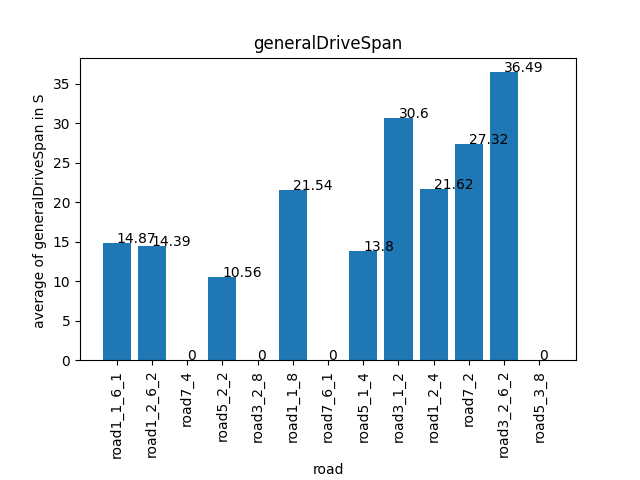 generalDriveSpan
average of generalDriveSpan in S
35
30
25
20
15
10
5
0
14.87
14.39
0
10.56
0
21.54
0
13.8
30.6
21.62
27.32
36.49
0
road1_1_6_1
road1_2_6_2
road7_4
road5_2_2
road3_2_8
road1_1_8
road7_6_1
road5_1_4
road3_1_2
road1_2_4
road7_2
road3_2_6_2
road5_3_8
road